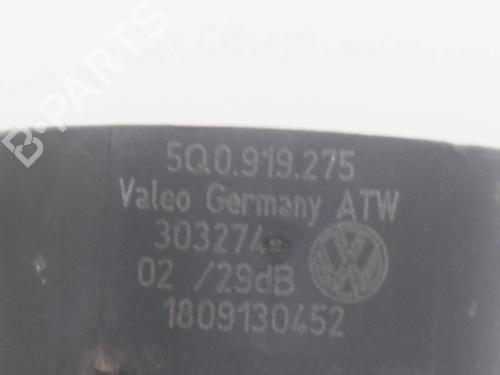 B-PARTS
5Q0.919.275
Valeo Germany ATW
303274
02 /29dB
1809130452